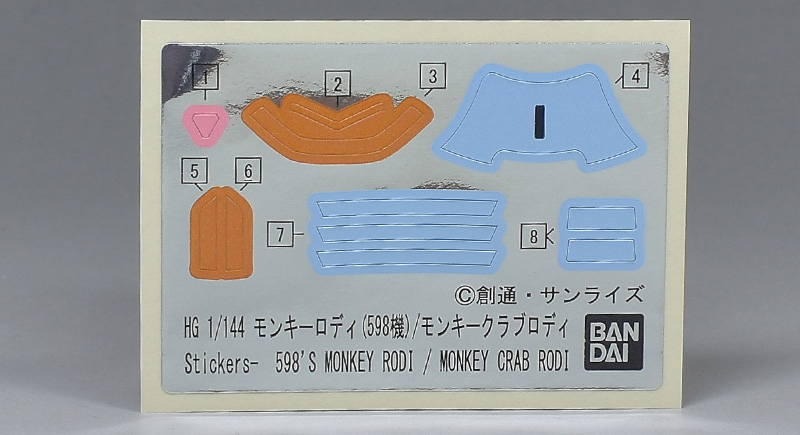 1
2
3
4
5
6
7
8
©創通・サンライズ
HG 1/144 モンキーロディ(598機)/モンキークラブロディ
Stickers- 598'S MONKEY RODI / MONKEY CRAB RODI
BAN
DAI